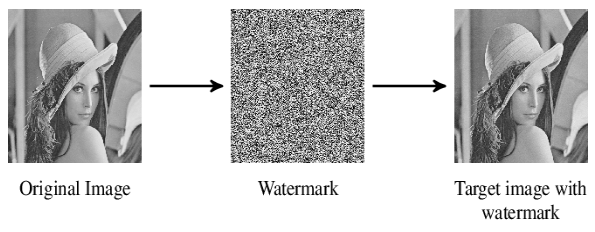 Original Image
Watermark
Target image with
watermark